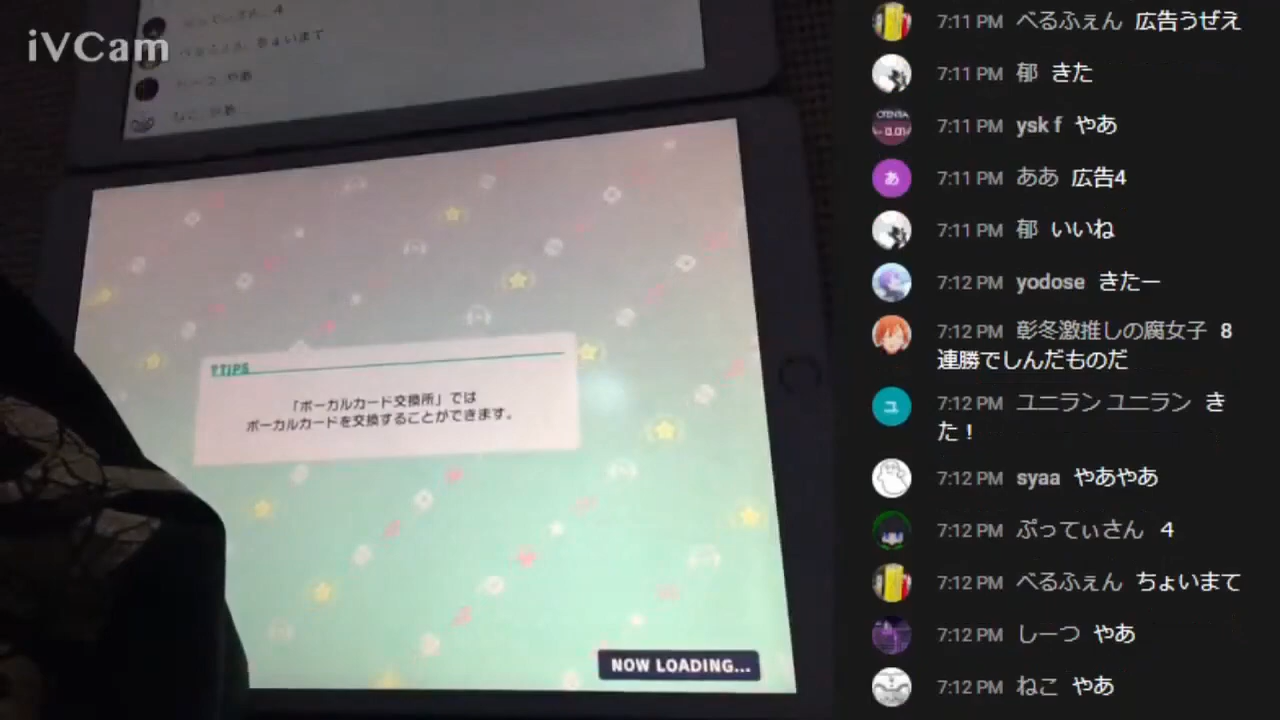 iVCam
TIPS
「ボーカルカード交換所」では
ボーカルカードを交換することができます。
NOW LOADING...
7:11 PM べるふぇん 広告うぜえ
7:11 PM 郁 きた
7:11 PM ysk f やあ
7:11 PM ああ 広告4
7:11 PM 郁 いいね
7:12 PM yodose きたー
7:12 PM 彰冬激推しの腐女子 8
連勝でしんだものだ
7:12 PM ユニラン ユニラン き
た！
7:12 PM syaa やあやあ
7:12 PM ぷってぃさん 4
7:12 PM べるふぇん ちょいまて
7:12 PM しーつ やあ
7:12 PM ねこ やあ